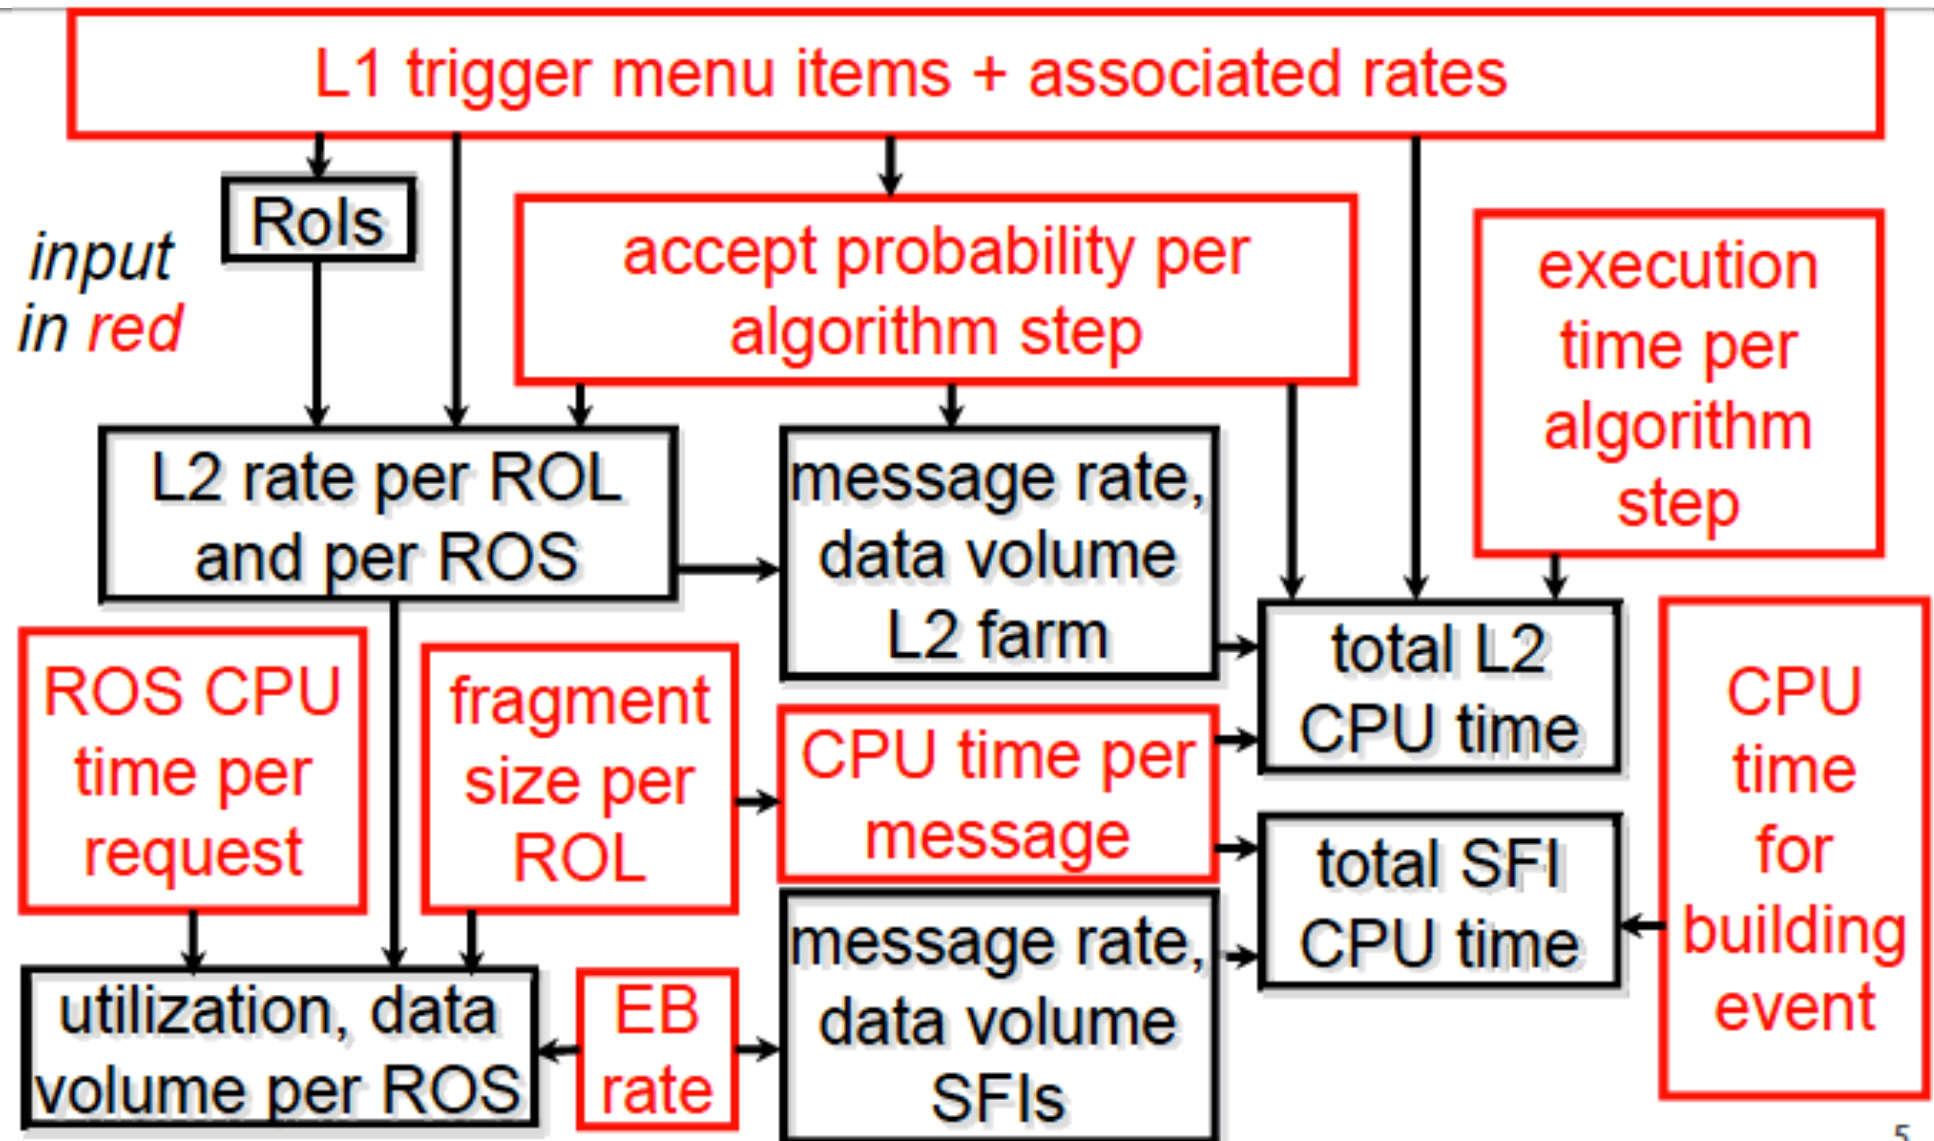 L1 trigger menu items + associated rates
RoIs
input
in red
accept probability per
algorithm step
execution
time per
algorithm
step
L2 rate per ROL
and per ROS
message rate,
data volume
L2 farm
total L2
CPU time
ROS CPU
time per
request
fragment
size per
ROL
CPU time per
message
total SFI
CPU time
CPU
time
for
building
event
utilization, data
volume per ROS
EB
rate
message rate,
data volume
SFIs
5